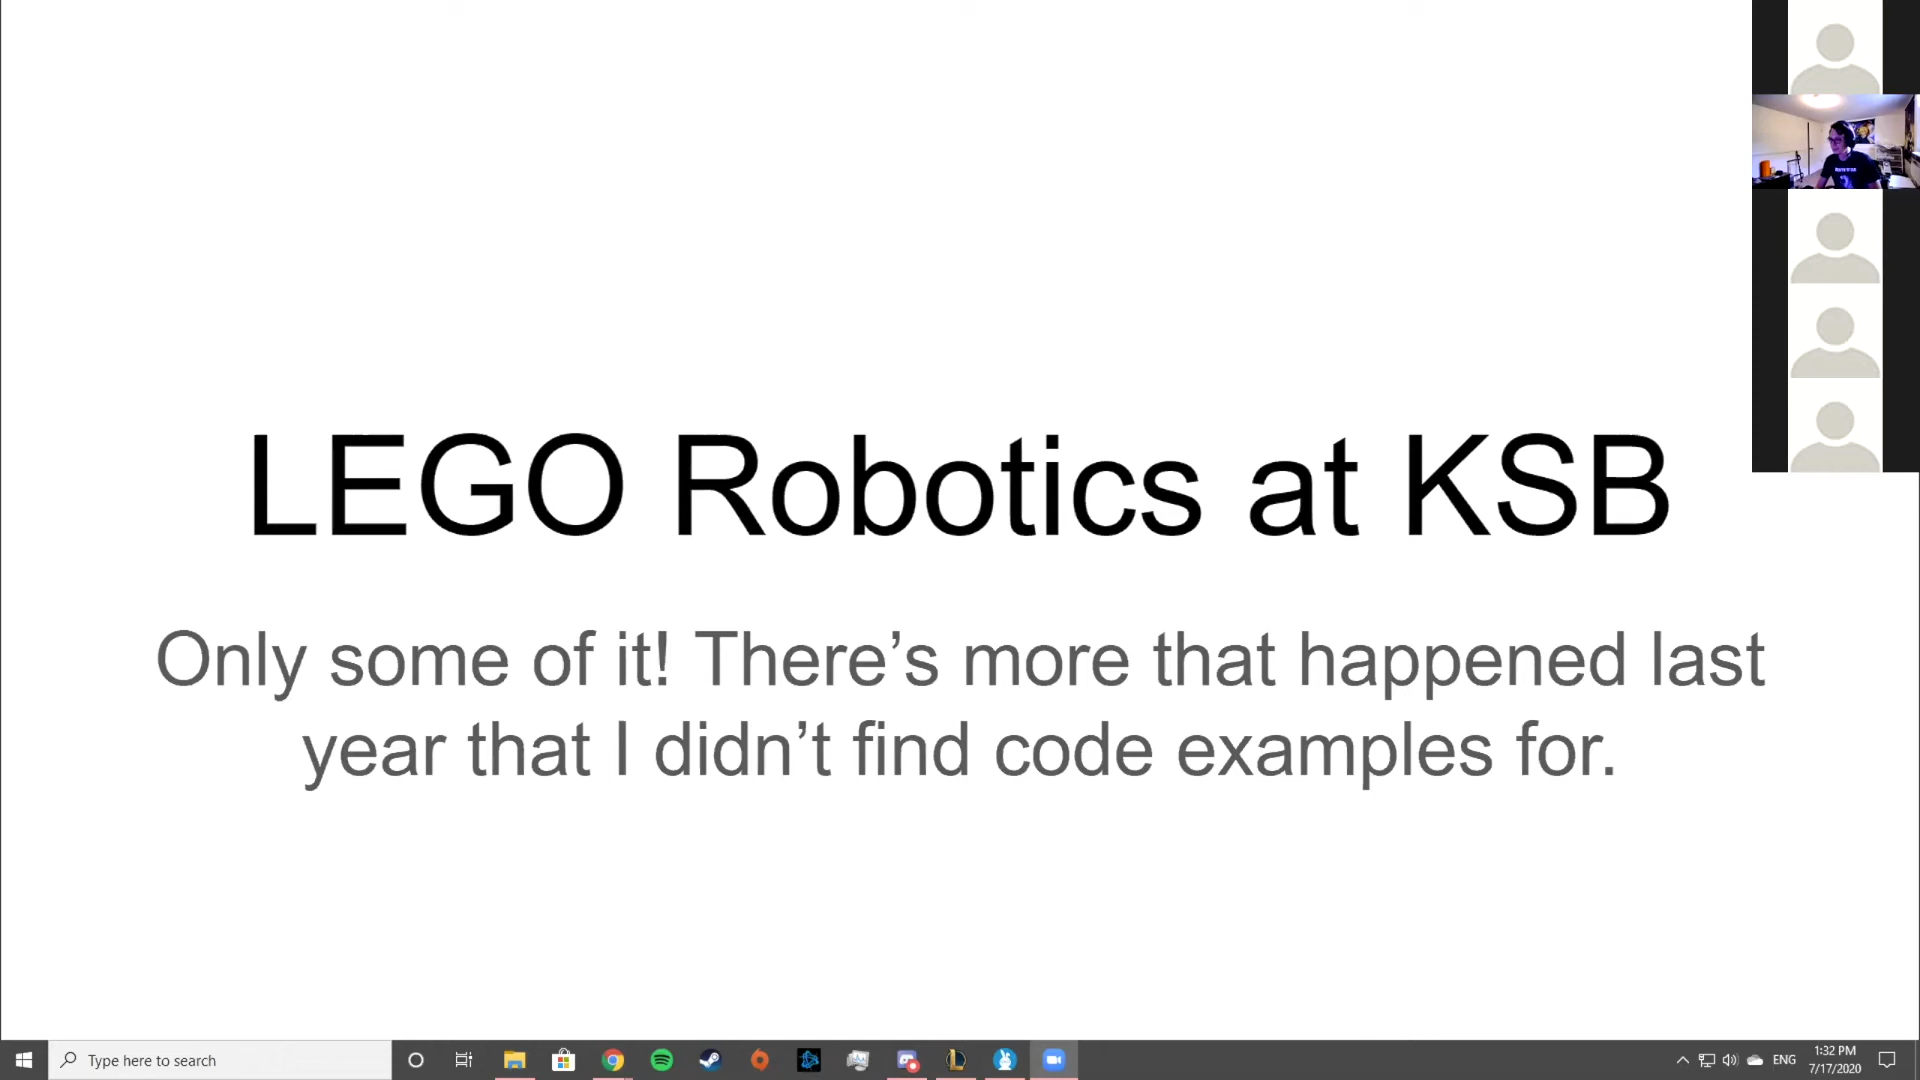 LEGO Robotics at KSB
Only some of it! There’s more that happened last
year that I didn’t find code examples for.
Type here to search
ENG
1:32 PM
7/17/2020